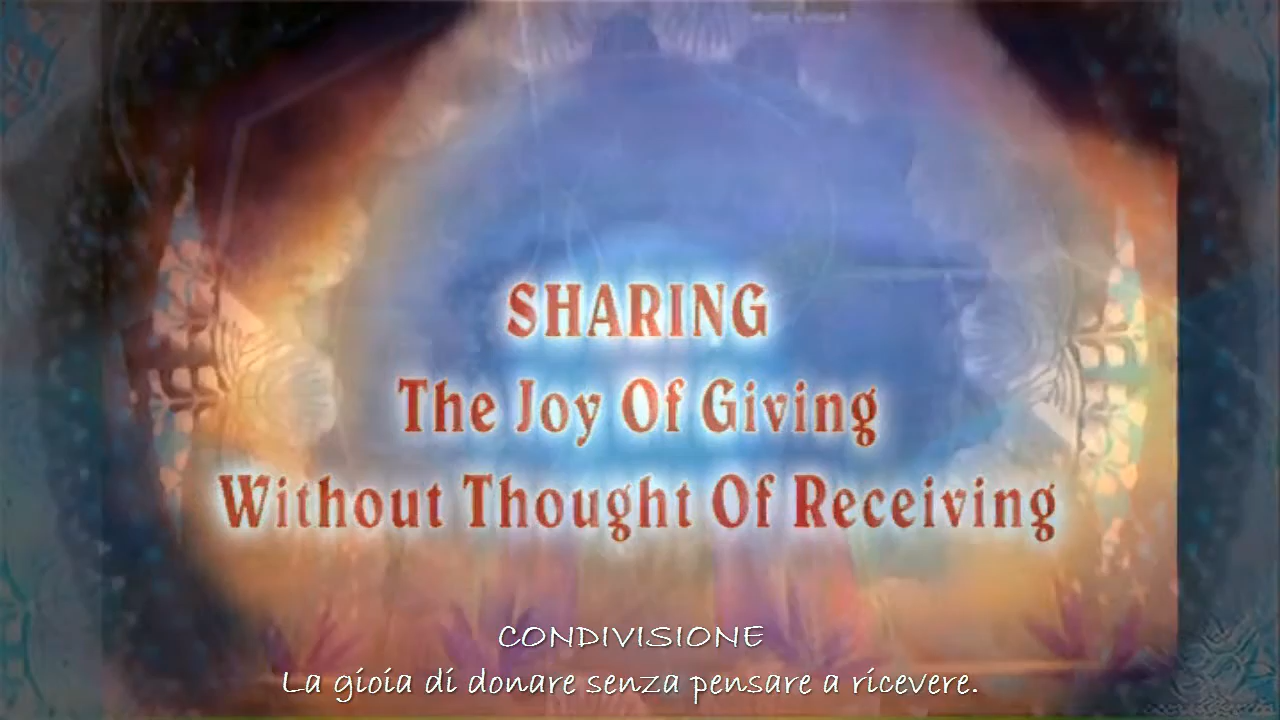 SHARING
The Joy Of Giving
Without Thought Of Receiving
CONDIVISIONE
La gioia di donare senza pensare a ricevere.